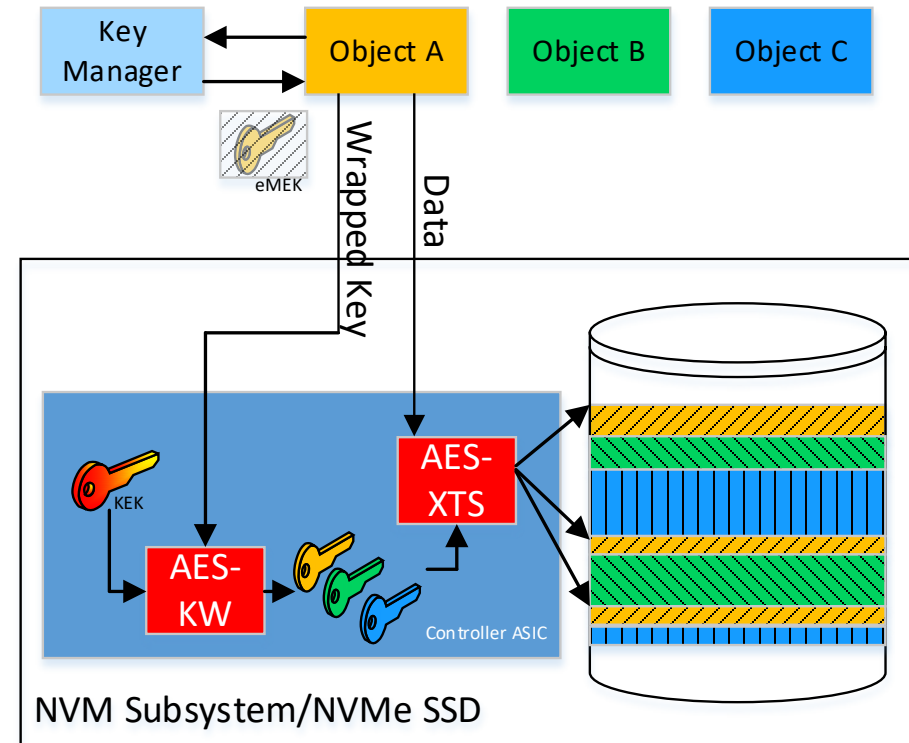 Key
Manager
Object A
Object B
Object C
eMEK
Wrapped Key
Data
KEK
AES-
XTS
AES-
KW
Controller ASIC
NVM Subsystem/NVMe SSD